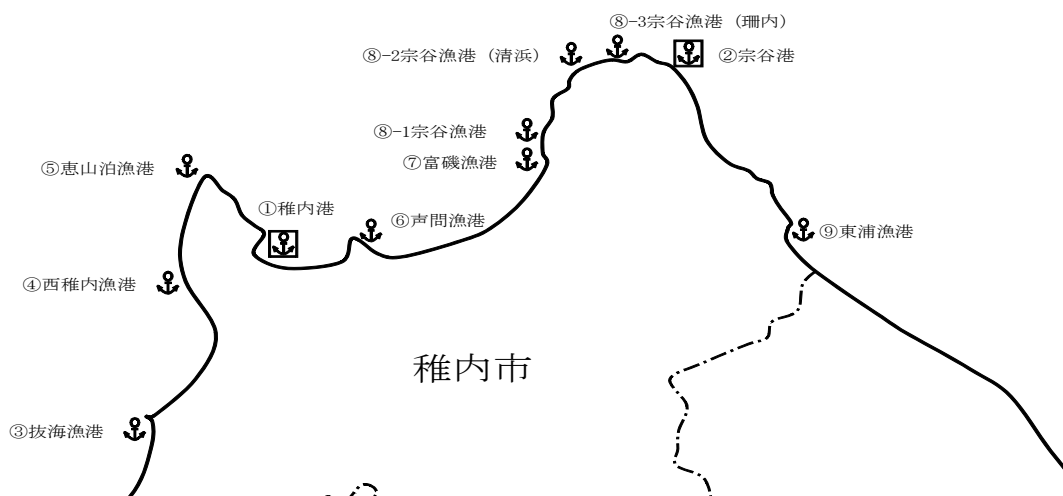 ⑧-3宗谷漁港（珊内）
⑧-2宗谷漁港（清浜）
②宗谷港
⑧-1宗谷漁港
⑦富磯漁港
⑤恵山泊漁港
①稚内港
⑥声問漁港
⑨東浦漁港
④西稚内漁港
稚内市
③抜海漁港